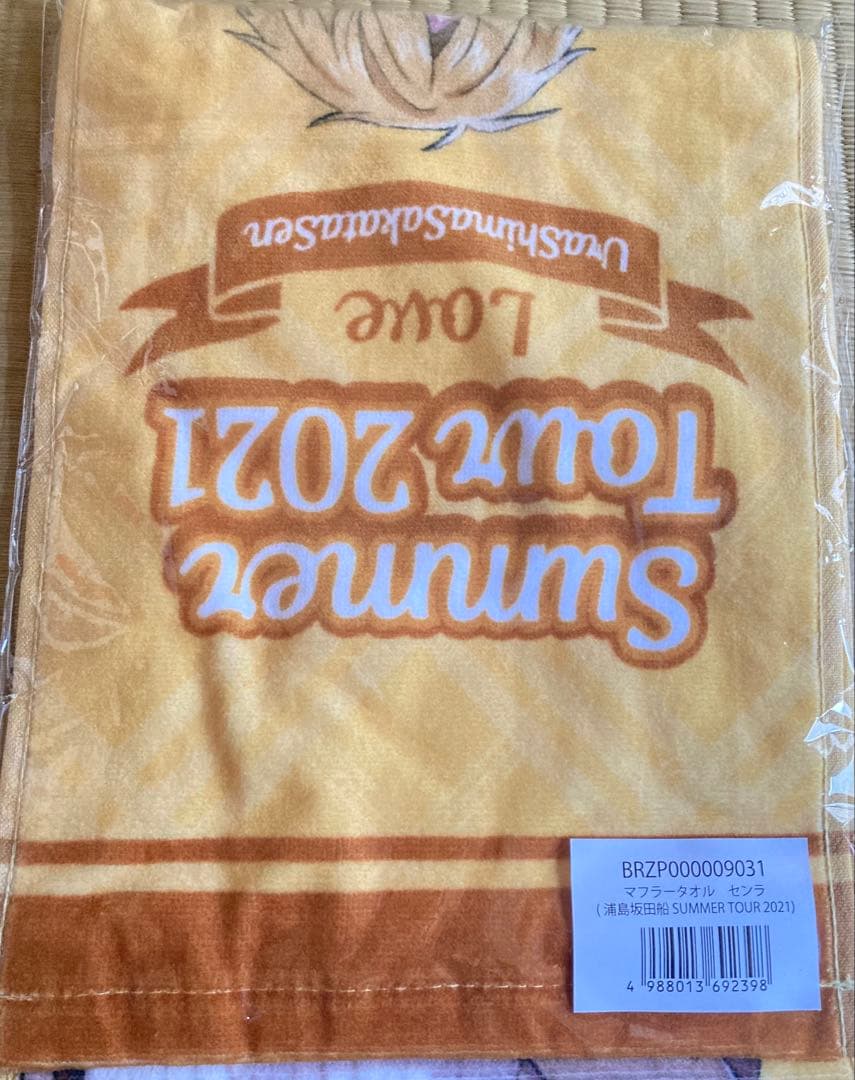 UraShimaSakataSen
Love
Tour 2021
Summer
BRZP000009031
マフラータオル　センラ
(浦島坂田船 SUMMER TOUR 2021)
4 988013 692398